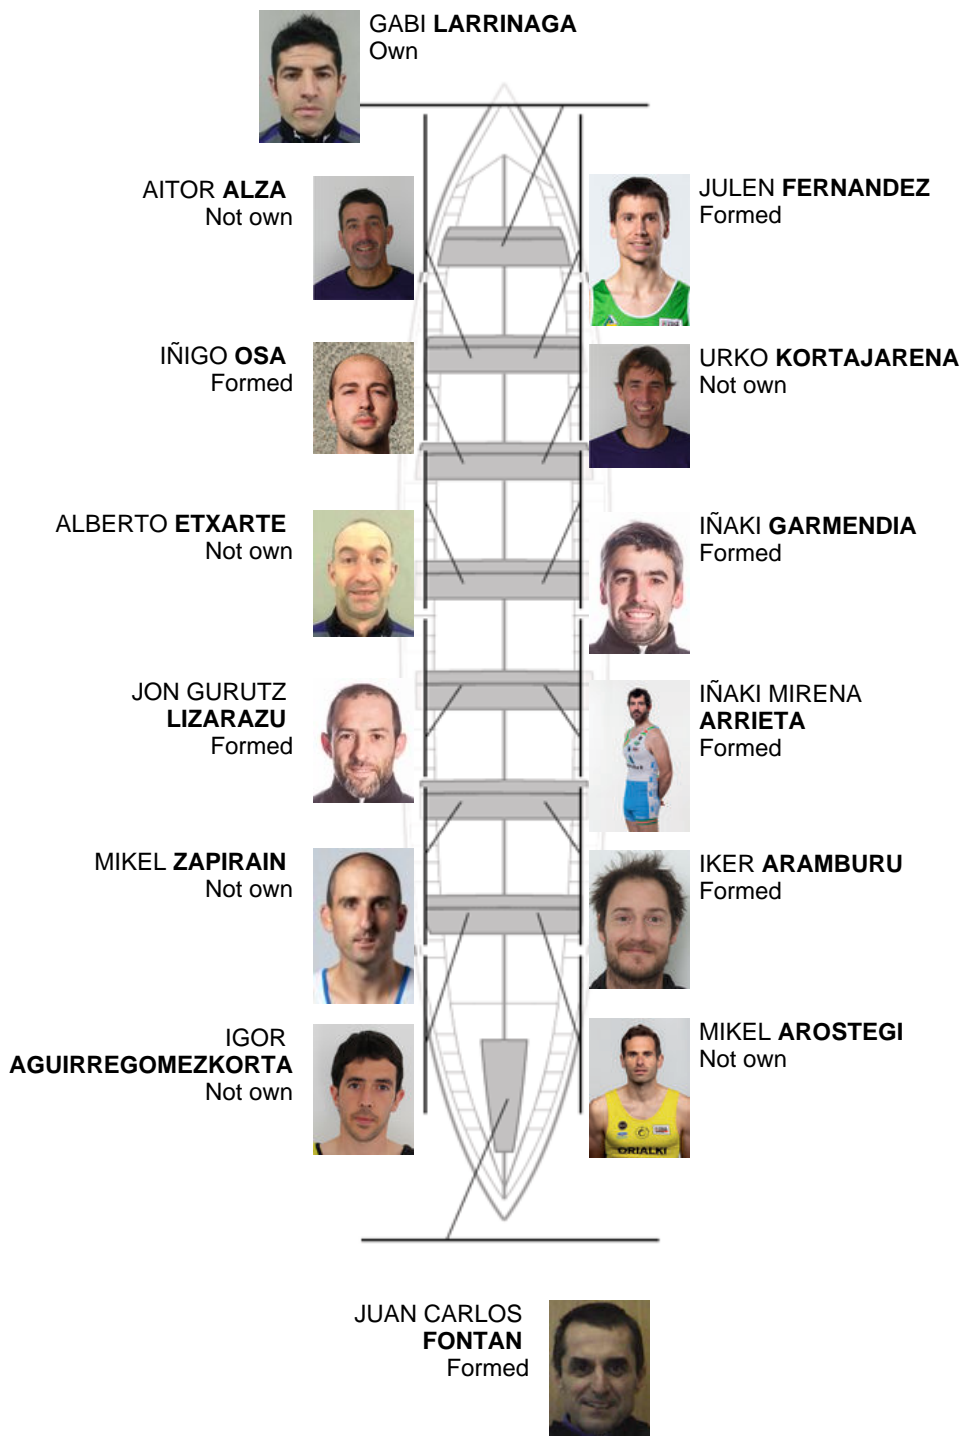 GABI LARRINAGA
Own
AITOR ALZA
Not own
JULEN FERNANDEZ
Formed
IÑIGO OSA
Formed
URKO KORTAJARENA
Not own
ALBERTO ETXARTE
Not own
IÑAKI GARMENDIA
Formed
JON GURUTZ
LIZARAZU
Formed
IÑAKI MIRENA
ARRIETA
Formed
MIKEL ZAPIRAIN
Not own
IKER ARAMBURU
Formed
IGOR
AGUIRREGOMEZKORTA
Not own
MIKEL AROSTEGI
Not own
ORIALKI
JUAN CARLOS
FONTAN
Formed